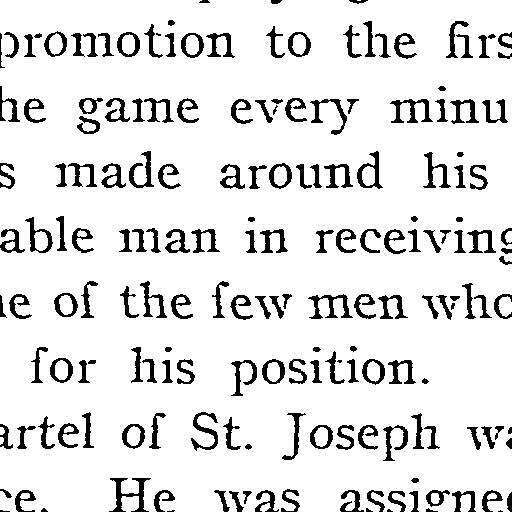 promotion to the firs
he game every minu
s made around his
able man in receiving
ne of the few men who
for his position.
artel of St. Joseph wa
ce. He was assigned